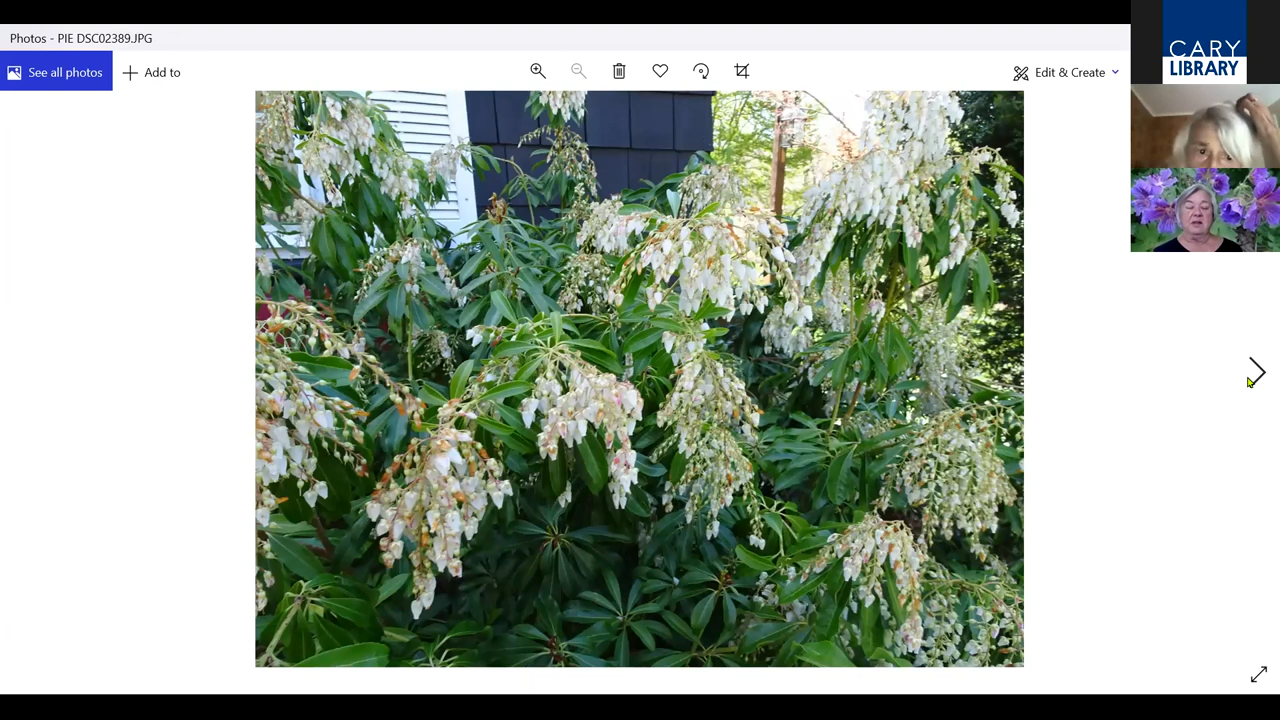 Photos - PIE DSC02389.JPG
See all photos
Add to
Edit & Create
CARY
LIBRARY